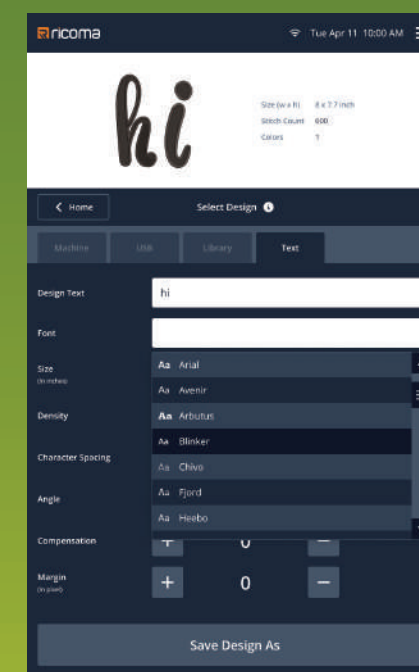 ricoma
Tue Apr 11 10:00 AM
hi
Size (w x h) 8 x 7.7 inch
Stitch Count 600
Colors 1
Home
Select Design
Machine USB Library Text
Design Text hi
Font
Size
(In inches)
Aa Arial
Aa Avenir
Density
Aa Arbutus
Aa Blinker
Character Spacing
Aa Chivo
Angle
Aa Fjord
Aa Heebo
Compensation + 0 −
Margin
(In pixel)
+ 0 −
Save Design As